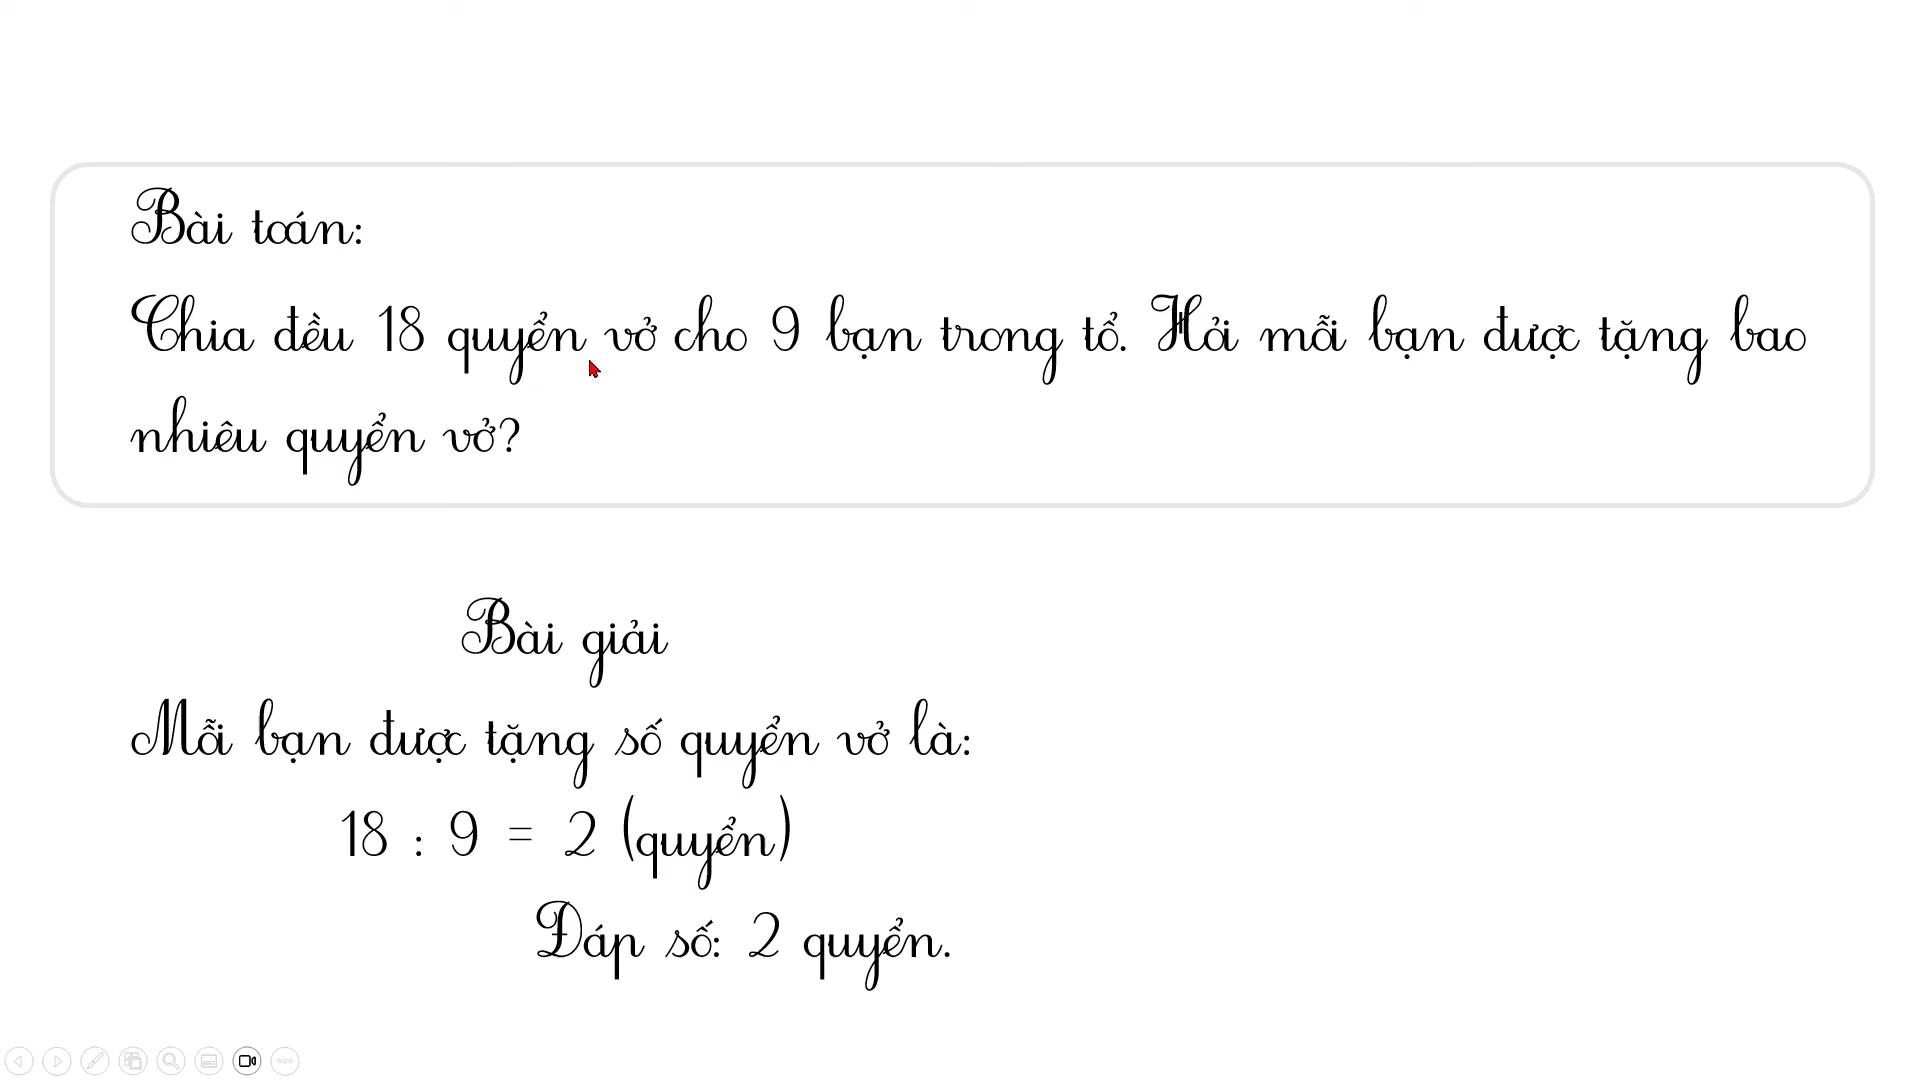 Bài toán:
Chia đều 18 quyển vở cho 9 bạn trong tổ. Hỏi mỗi bạn được tặng bao
nhiêu quyển vở?
Bài giải
Mỗi bạn được tặng số quyển vở là:
18 : 9 = 2 (quyển)
Đáp số: 2 quyển.